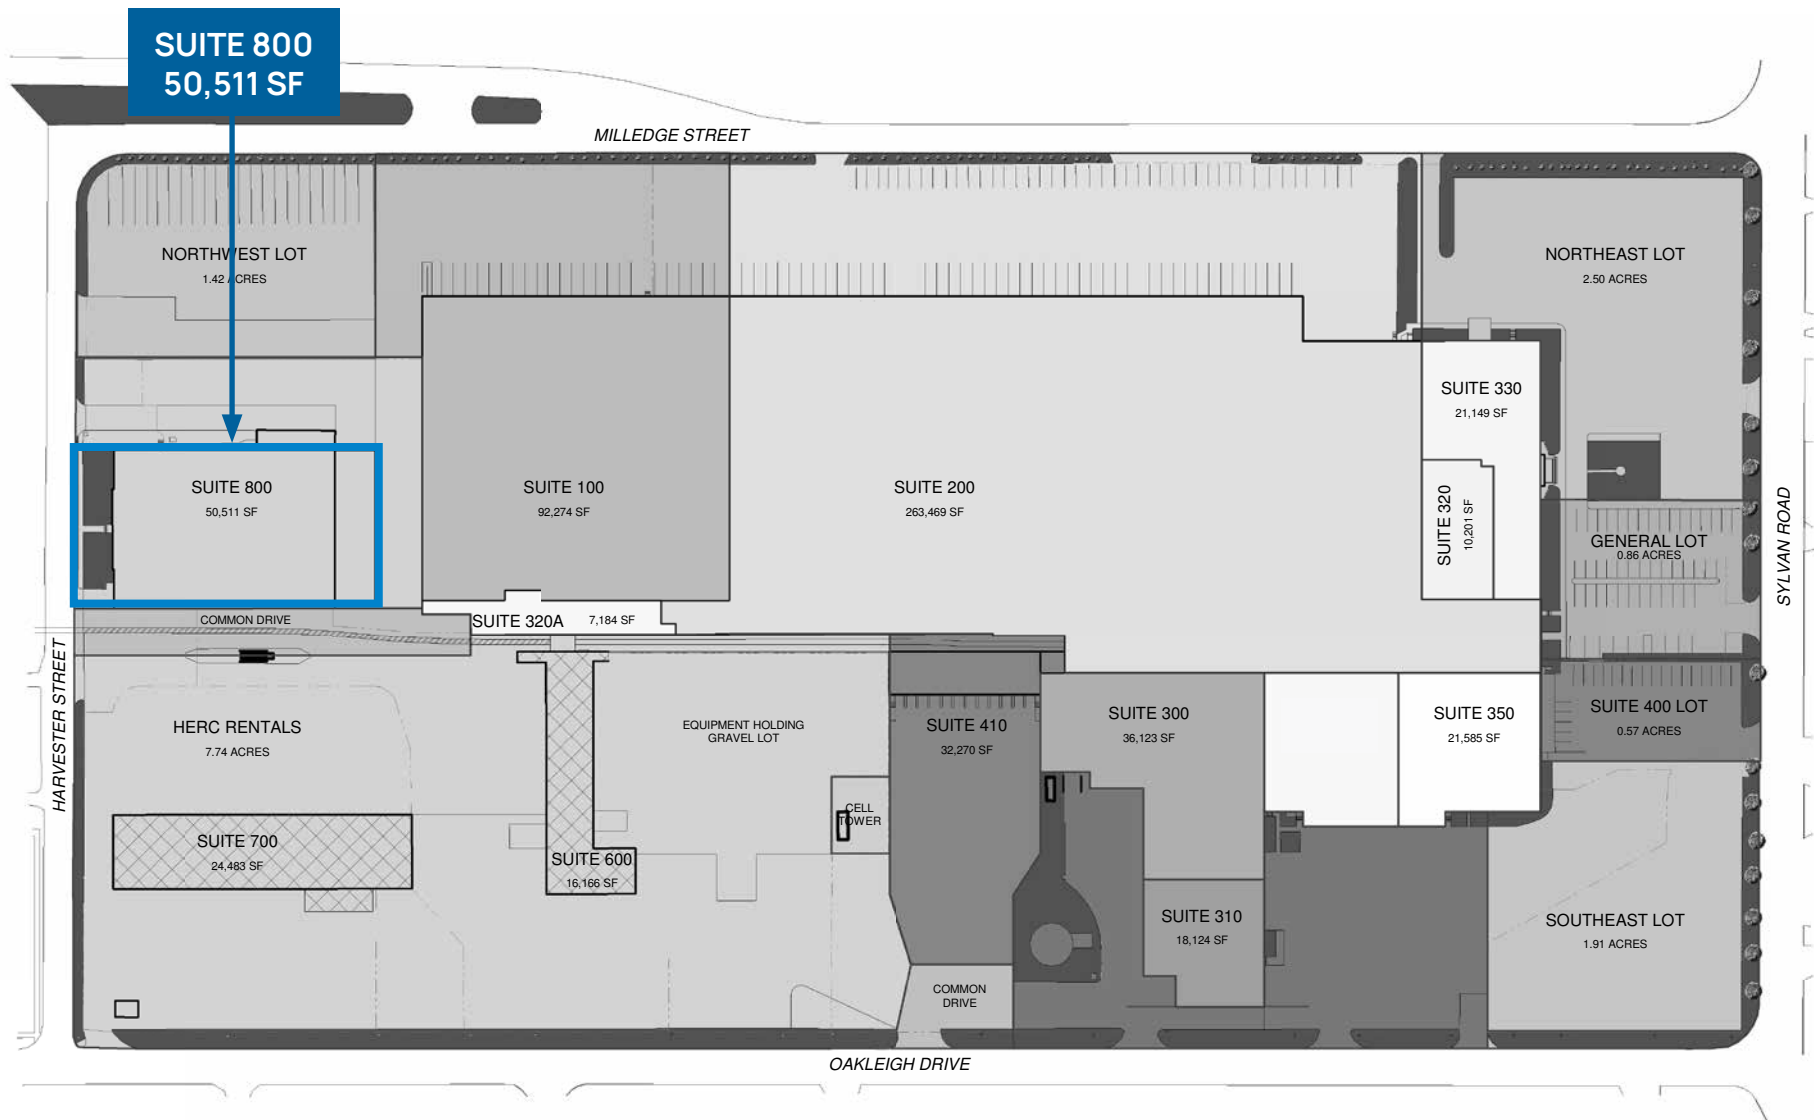 SUITE 800
50,511 SF
MILLEDGE STREET
NORTHWEST LOT
1.42 ACRES
NORTHEAST LOT
2.50 ACRES
SUITE 330
21,149 SF
SUITE 800
50,511 SF
SUITE 100
92,274 SF
SUITE 200
263,469 SF
SUITE 320
10,201 SF
GENERAL LOT
0.86 ACRES
SYLVAN ROAD
COMMON DRIVE
SUITE 320A
7,184 SF
HARVESTER STREET
HERC RENTALS
7.74 ACRES
EQUIPMENT HOLDING
GRAVEL LOT
SUITE 410
32,270 SF
SUITE 300
36,123 SF
SUITE 350
21,585 SF
SUITE 400 LOT
0.57 ACRES
CELL
TOWER
SUITE 700
24,483 SF
SUITE 600
16,166 SF
SUITE 310
18,124 SF
SOUTHEAST LOT
1.91 ACRES
COMMON
DRIVE
OAKLEIGH DRIVE